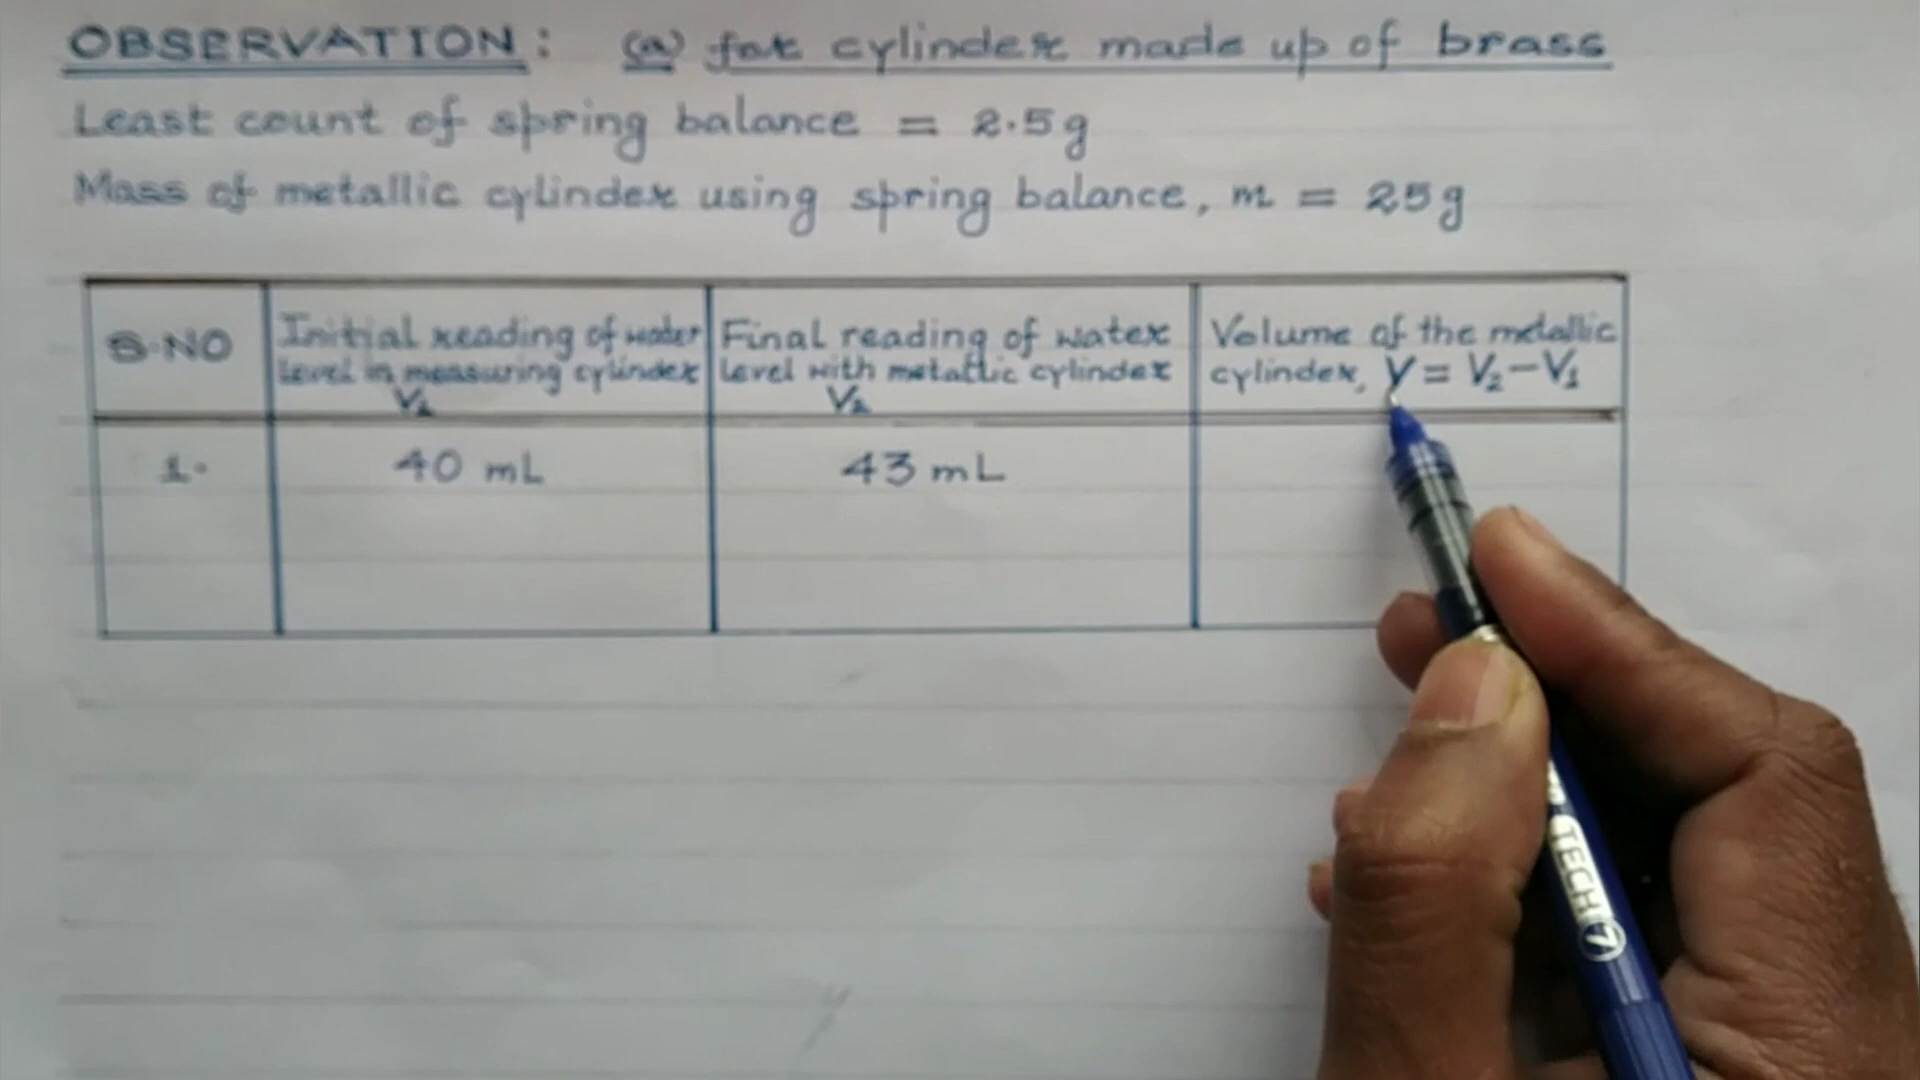 OBSERVATION: (a) for cylinder made up of brass
Least count of spring balance = 2.5g
Mass of metallic cylinder using spring balance, m = 25g
S.NO
Initial reading of water
level in measuring cylinder
V₁
Final reading of water
level with metallic cylinder
V₂
Volume of the metallic
cylinder, V = V₂-V₁
1.
40 mL
43 mL
TECH 7